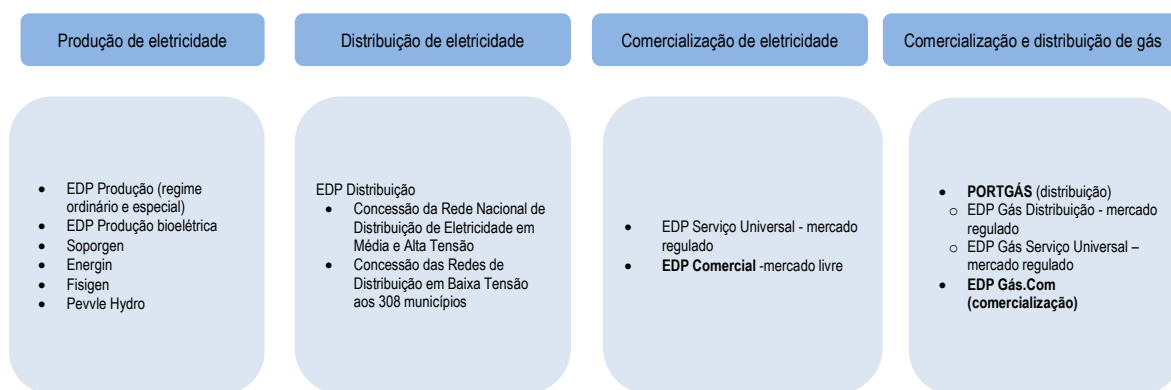 Produção de eletricidade
Distribuição de eletricidade
Comercialização de eletricidade
Comercialização e distribuição de gás
• EDP Produção (regime
ordinário e especial)
• EDP Produção bioelétrica
• Soporgen
• Energin
• Fisigen
• Pevvle Hydro
EDP Distribuição
• Concessão da Rede Nacional de
Distribuição de Eletricidade em
Média e Alta Tensão
• Concessão das Redes de
Distribuição em Baixa Tensão
aos 308 municípios
• EDP Serviço Universal - mercado
regulado
• EDP Comercial -mercado livre
• PORTGÁS (distribuição)
o EDP Gás Distribuição - mercado
regulado
o EDP Gás Serviço Universal –
mercado regulado
• EDP Gás.Com
(comercialização)